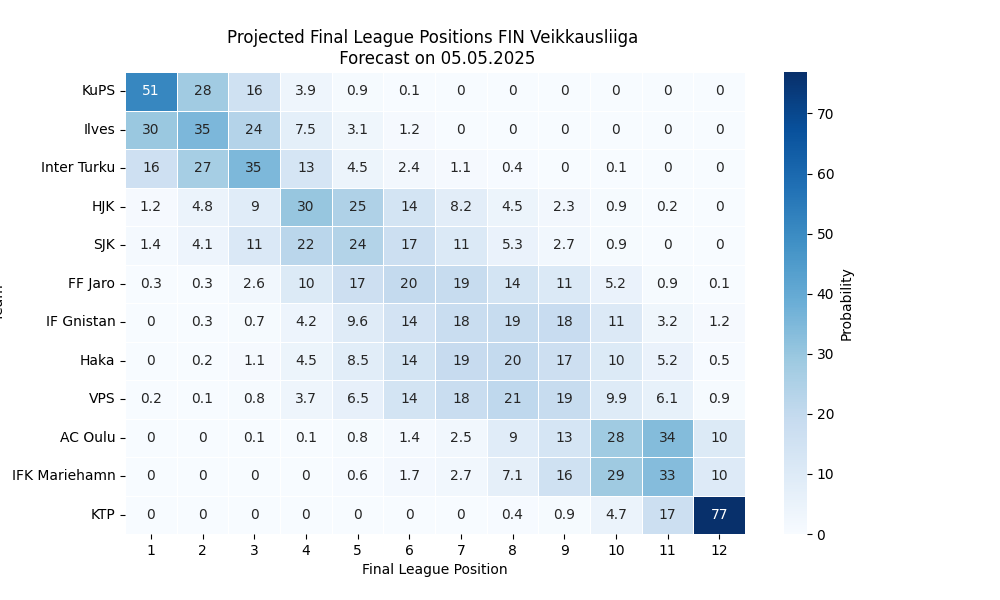 Projected Final League Positions FIN Veikkausliiga
Forecast on 05.05.2025
KuPS 51 28 16 3.9 0.9 0.1 0 0 0 0 0 0
Ilves 30 35 24 7.5 3.1 1.2 0 0 0 0 0 0
Inter Turku 16 27 35 13 4.5 2.4 1.1 0.4 0 0.1 0 0
HJK 1.2 4.8 9 30 25 14 8.2 4.5 2.3 0.9 0.2 0
SJK 1.4 4.1 11 22 24 17 11 5.3 2.7 0.9 0 0
FF Jaro 0.3 0.3 2.6 10 17 20 19 14 11 5.2 0.9 0.1
IF Gnistan 0 0.3 0.7 4.2 9.6 14 18 19 18 11 3.2 1.2
Haka 0 0.2 1.1 4.5 8.5 14 19 20 17 10 5.2 0.5
VPS 0.2 0.1 0.8 3.7 6.5 14 18 21 19 9.9 6.1 0.9
AC Oulu 0 0 0.1 0.1 0.8 1.4 2.5 9 13 28 34 10
IFK Mariehamn 0 0 0 0 0.6 1.7 2.7 7.1 16 29 33 10
KTP 0 0 0 0 0 0 0 0.4 0.9 4.7 17 77
1 2 3 4 5 6 7 8 9 10 11 12
Final League Position
70
60
50
40
30
20
10
0
Probability